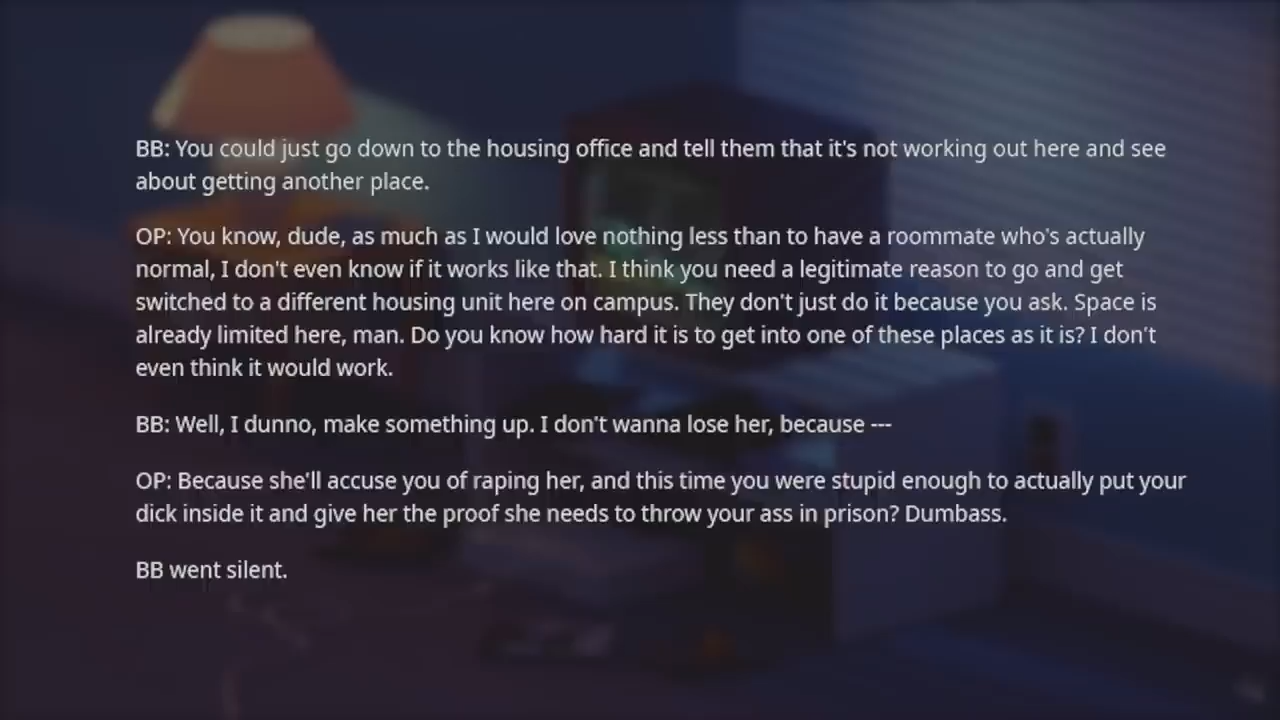 BB: You could just go down to the housing office and tell them that it's not working out here and see
about getting another place.
OP: You know, dude, as much as I would love nothing less than to have a roommate who's actually
normal, I don't even know if it works like that. I think you need a legitimate reason to go and get
switched to a different housing unit here on campus. They don't just do it because you ask. Space is
already limited here, man. Do you know how hard it is to get into one of these places as it is? I don't
even think it would work.
BB: Well, I dunno, make something up. I don't wanna lose her, because ---
OP: Because she'll accuse you of raping her, and this time you were stupid enough to actually put your
dick inside it and give her the proof she needs to throw your ass in prison? Dumbass.
BB went silent.